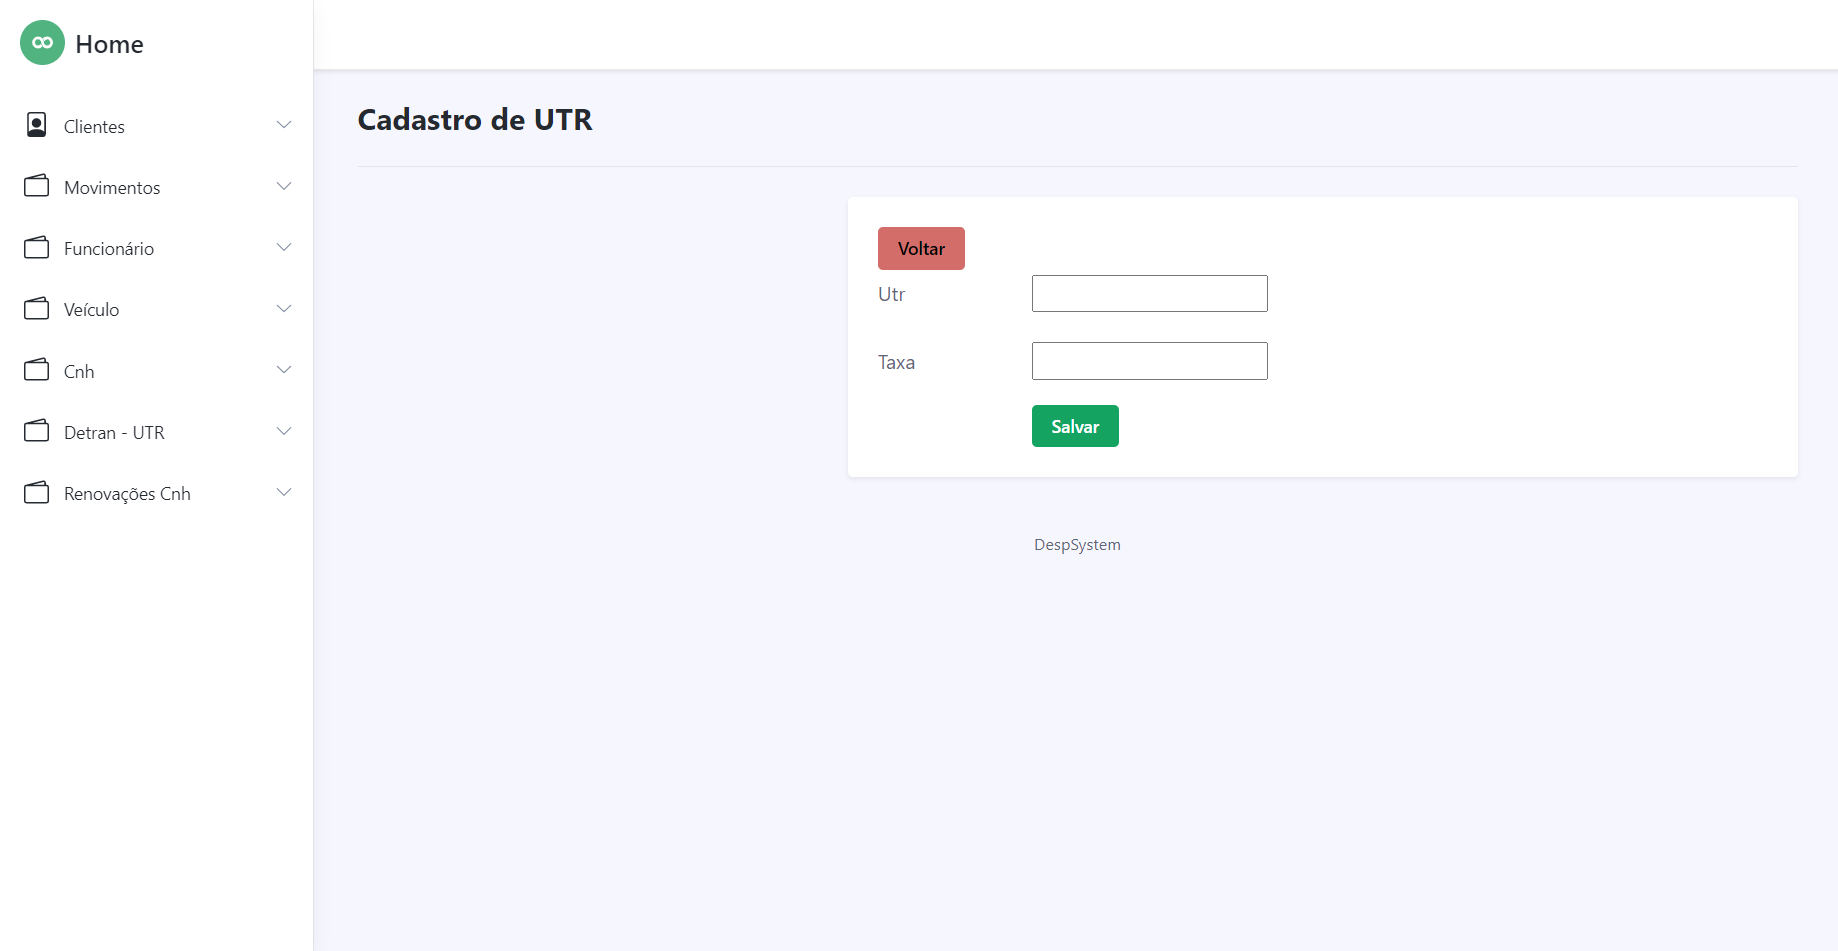 Home
Clientes
Movimentos
Funcionário
Veículo
Cnh
Detran - UTR
Renovações Cnh
Cadastro de UTR
Voltar
Utr
Taxa
Salvar
DespSystem